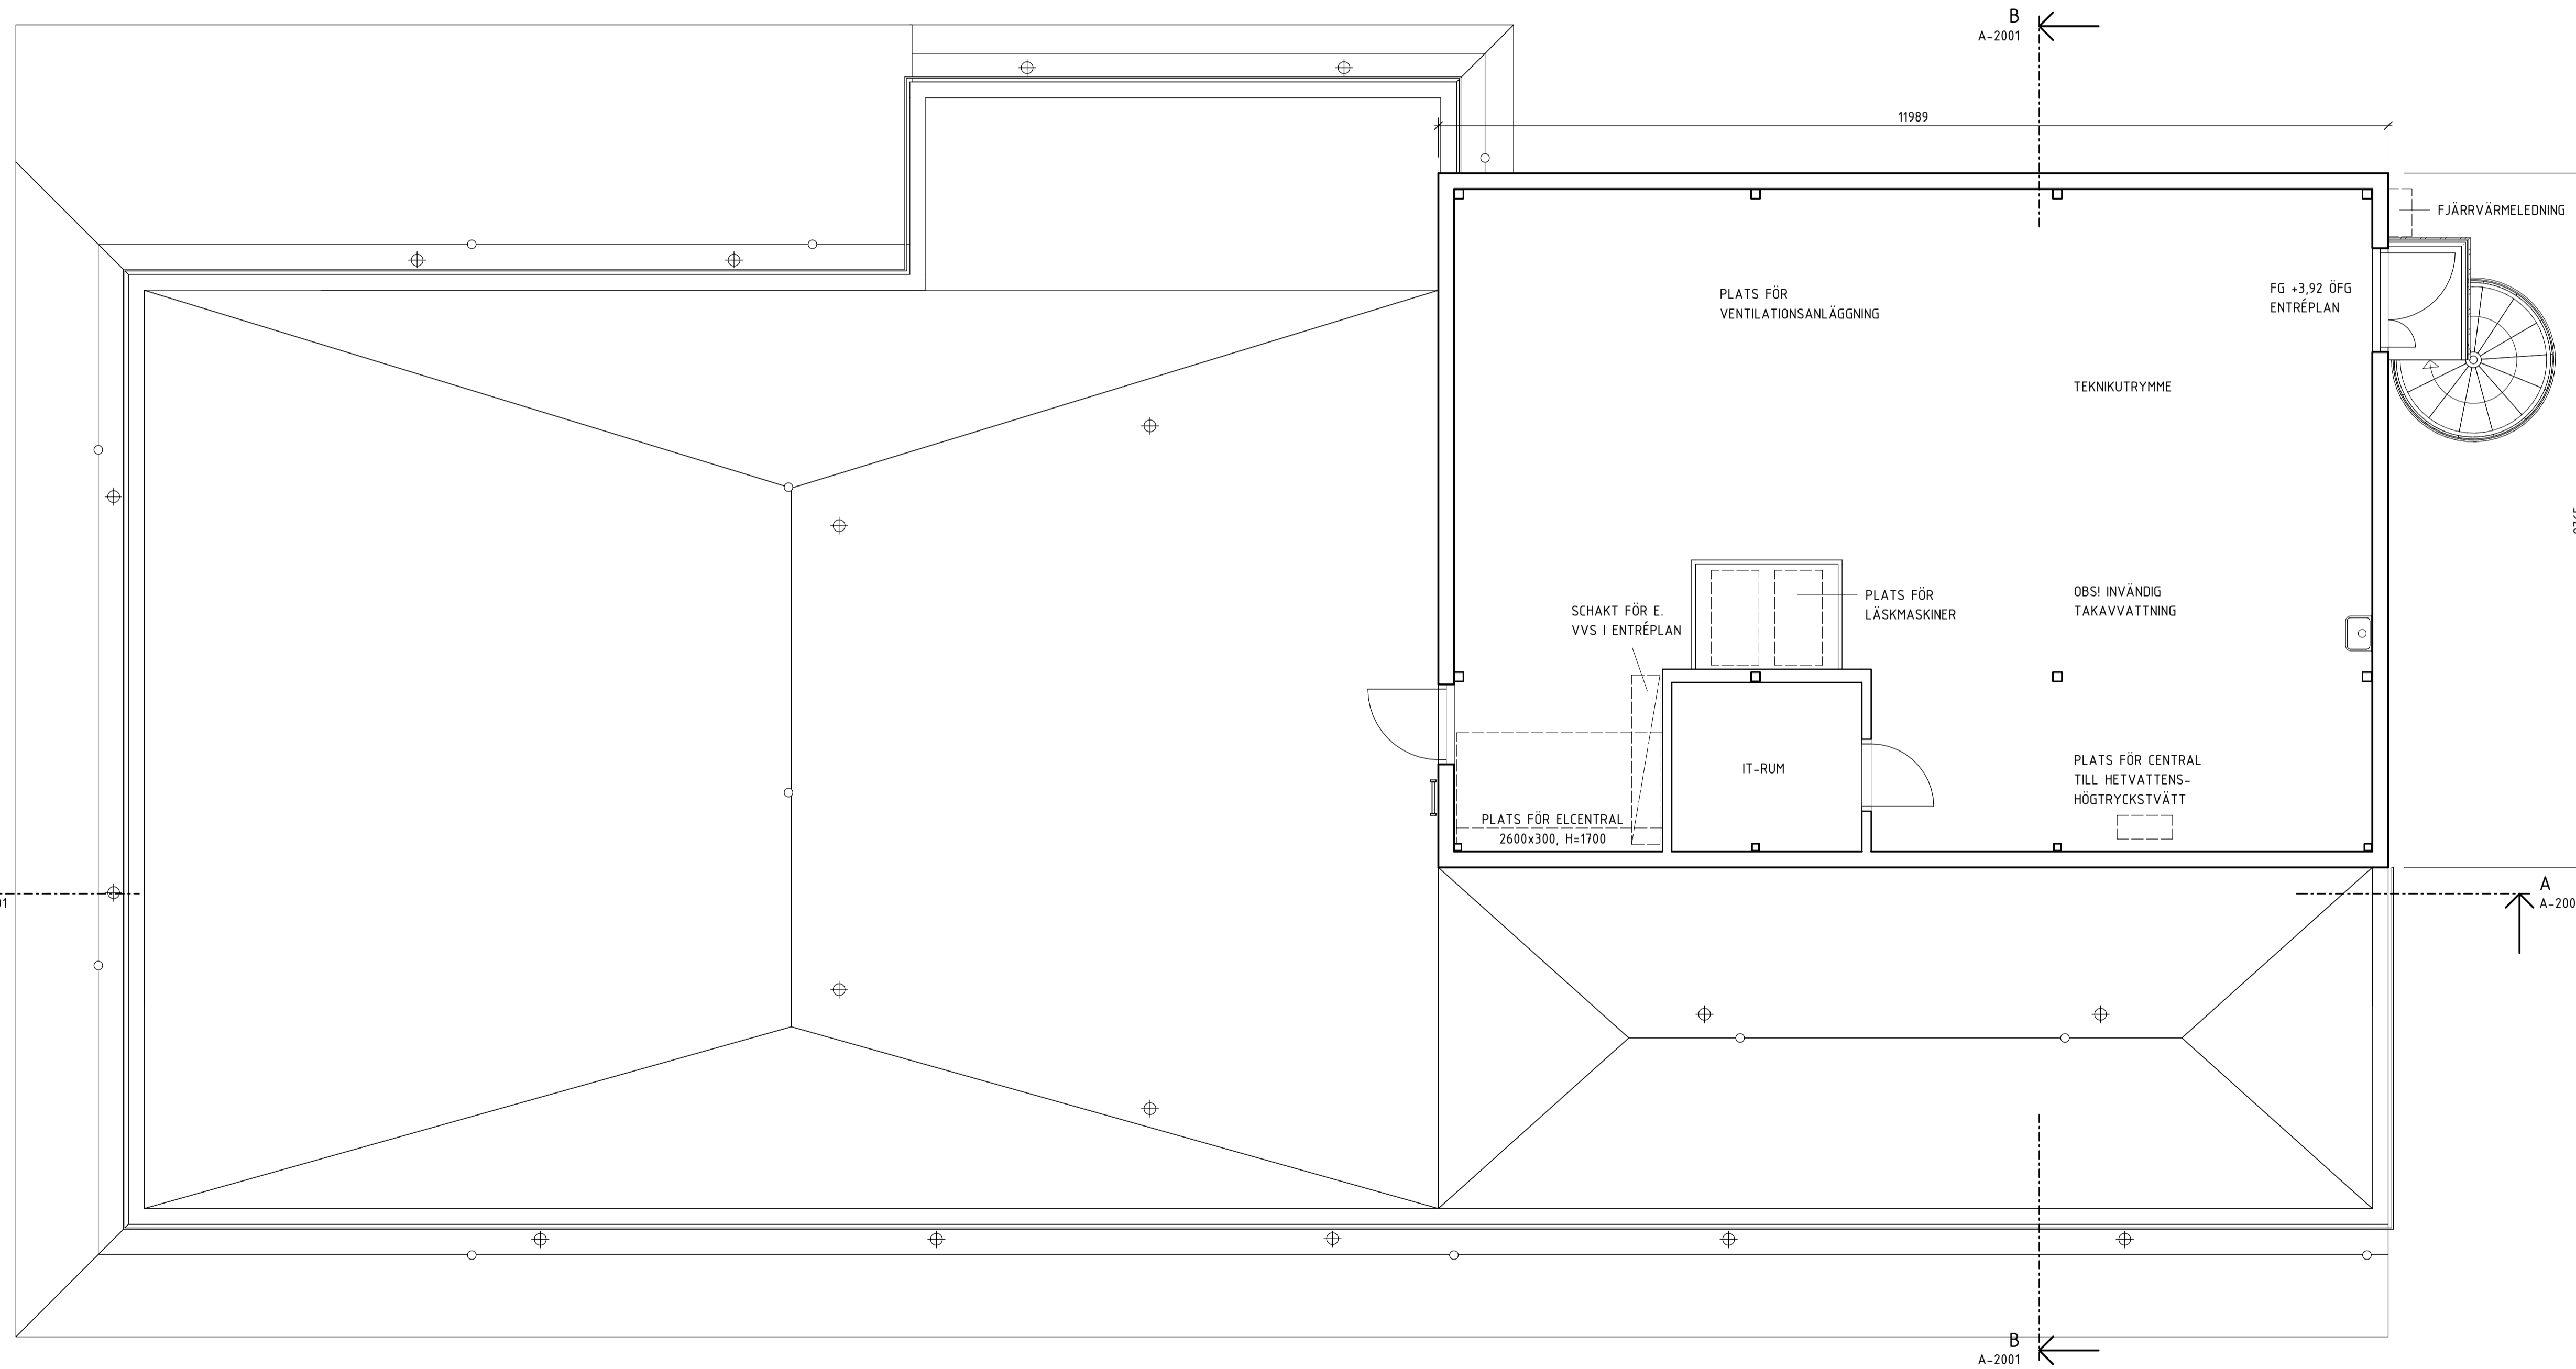 B
A-2001
11989
FJÄRRVÄRMELEDNING
FG +3,92 ÖFG
ENTRÉPLAN
PLATS FÖR
VENTILATIONSANLÄGGNING
TEKNIKUTRYMME
SCHAKT FÖR E.
VVS I ENTRÉPLAN
PLATS FÖR
LÄSKMASKINER
OBS! INVÄNDIG
TAKAVVATTNING
IT-RUM
PLATS FÖR CENTRAL
TILL HETVATTENS-
HÖGTRYCKSTVÄTT
PLATS FÖR ELCENTRAL
2600x300, H=1700
A
A-200
B
A-2001